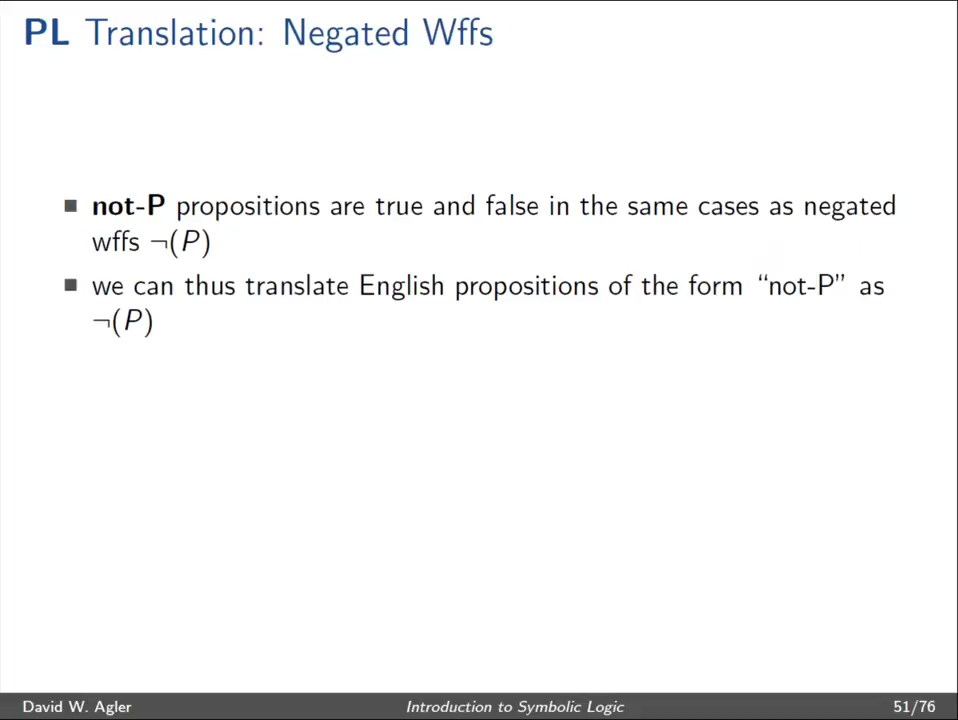 PL Translation: Negated Wffs
■ not-P propositions are true and false in the same cases as negated
wffs ¬(P)
■ we can thus translate English propositions of the form “not-P” as
¬(P)
David W. Agler Introduction to Symbolic Logic 51/76